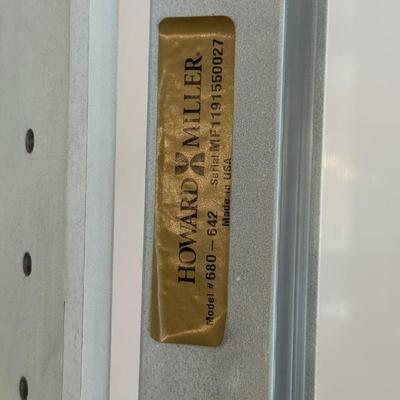 HOWARD MILLER
Model # 680-642 Serial MF1191550027
Made in USA